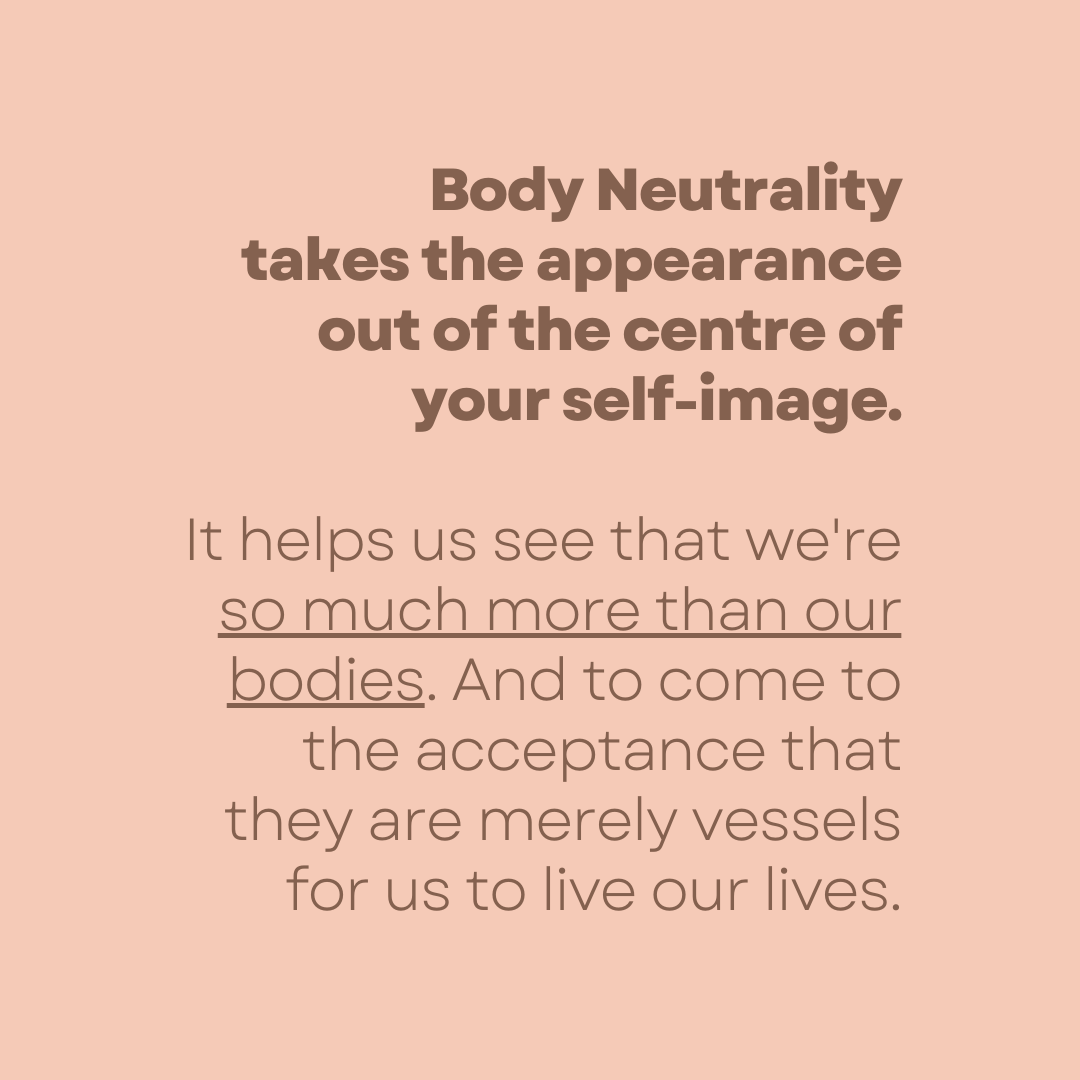 Body Neutrality
takes the appearance
out of the centre of
your self-image.
It helps us see that we're
so much more than our
bodies. And to come to
the acceptance that
they are merely vessels
for us to live our lives.